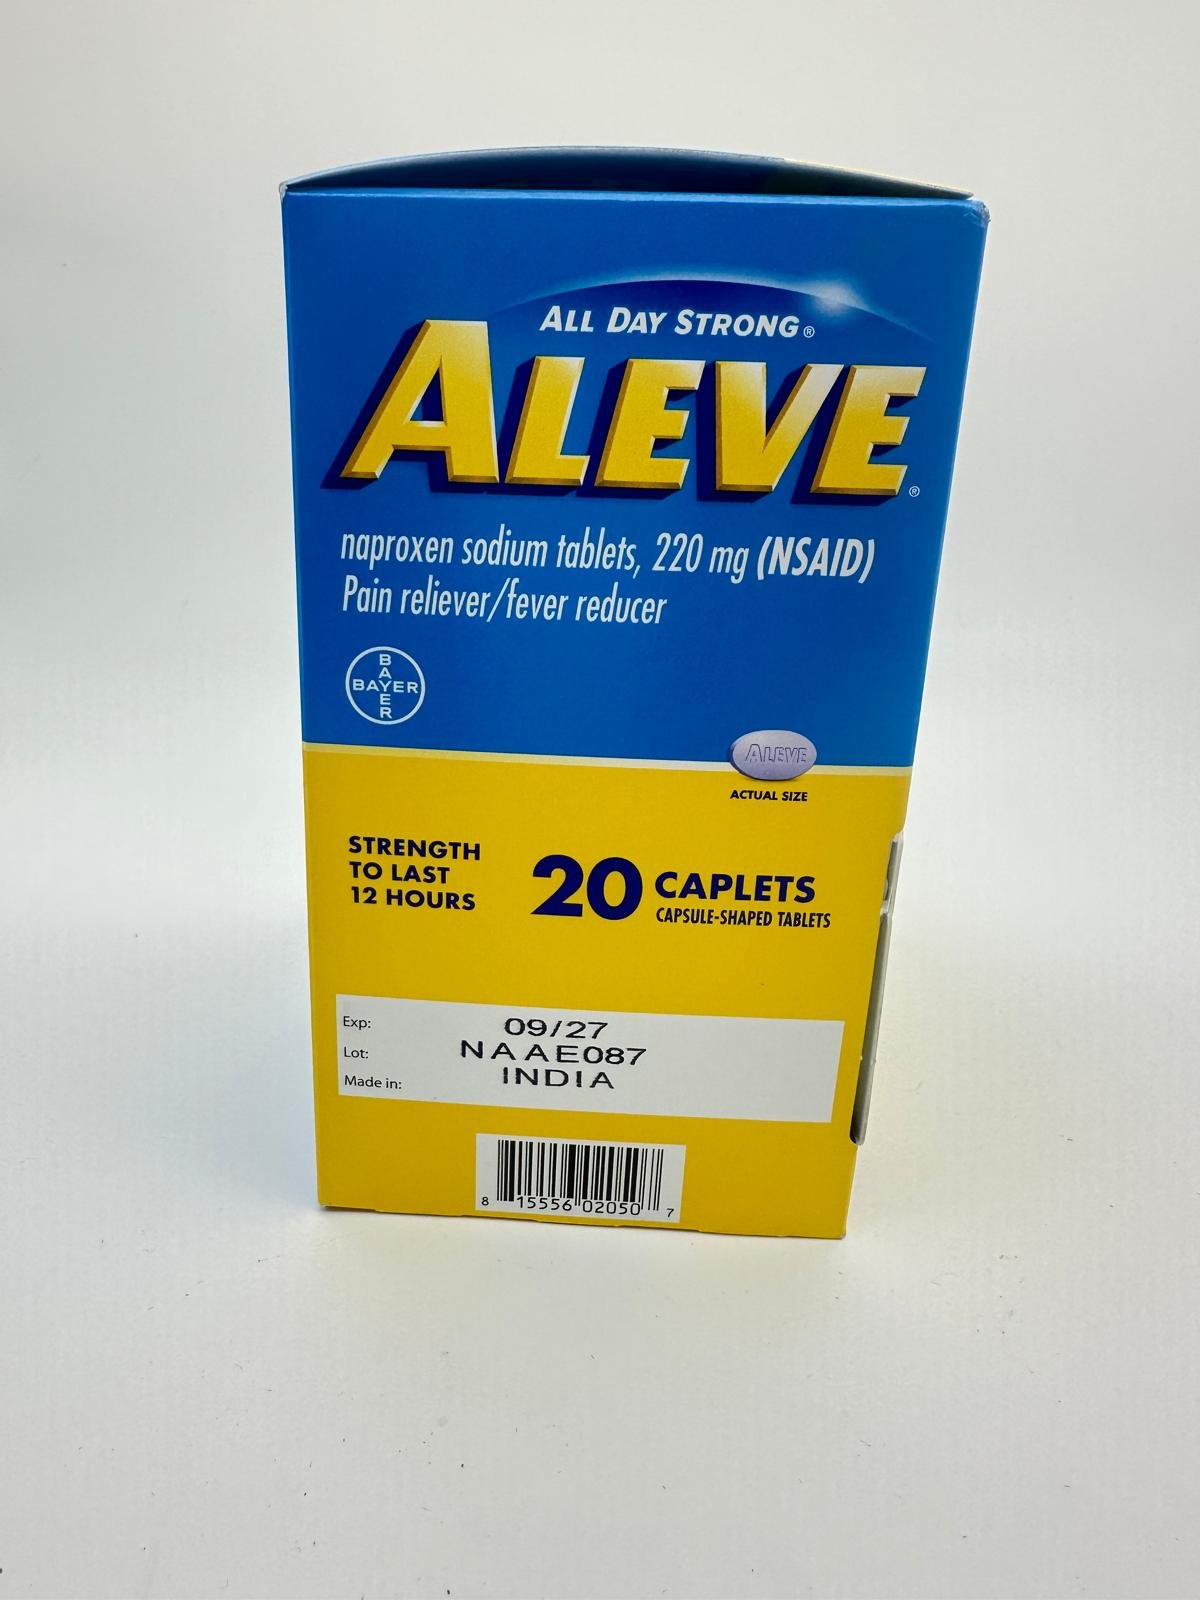 ALL DAY STRONG®
ALEVE®
naproxen sodium tablets, 220 mg (NSAID)
Pain reliever/fever reducer
BAYER
BAYER
ALEVE
ACTUAL SIZE
STRENGTH
TO LAST
12 HOURS
20 CAPLETS
CAPSULE-SHAPED TABLETS
Exp: 09/27
Lot: NAAE087
Made in: INDIA
8 15556 02050 7